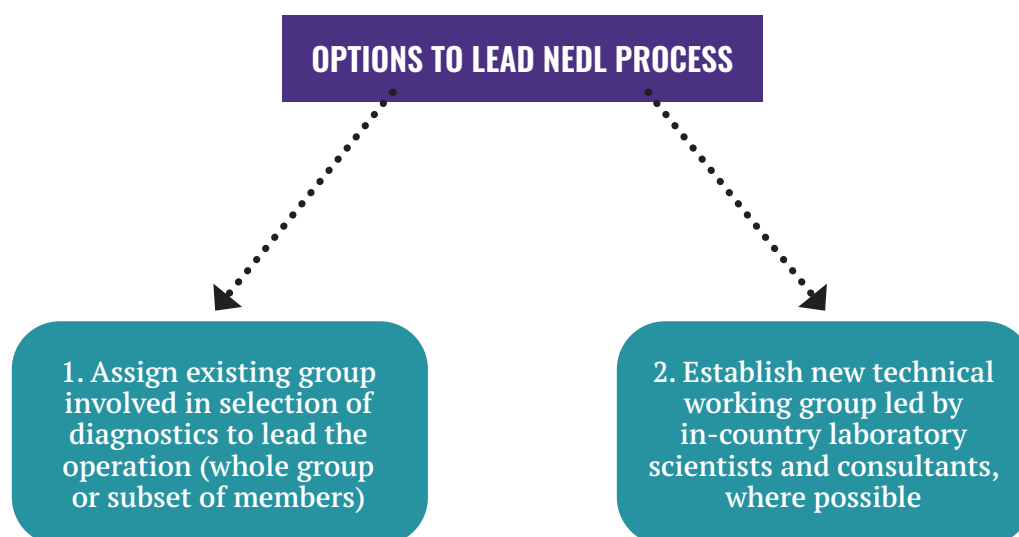 OPTIONS TO LEAD NEDL PROCESS
1. Assign existing group
involved in selection of
diagnostics to lead the
operation (whole group
or subset of members)
2. Establish new technical
working group led by
in-country laboratory
scientists and consultants,
where possible